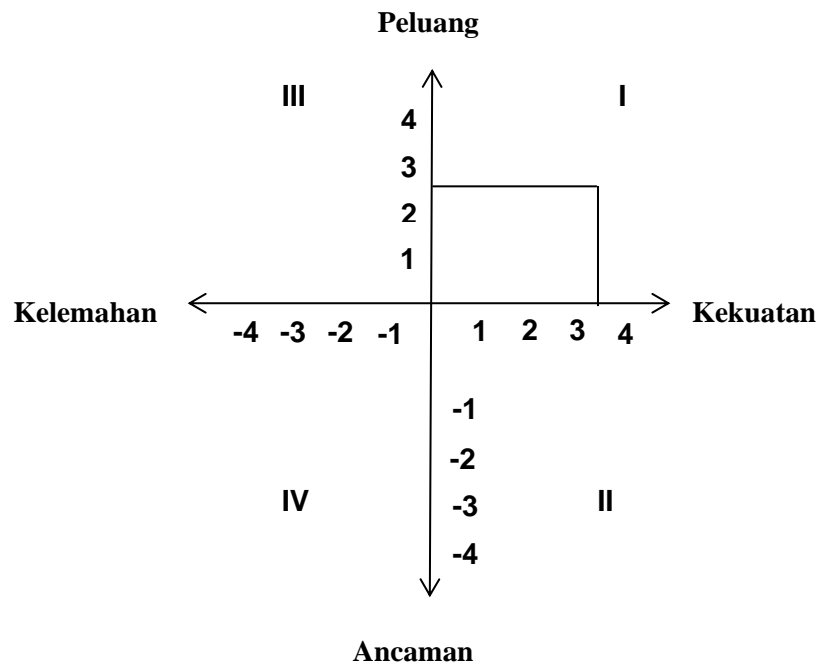 Peluang
III I
4
3
2
1
Kelemahan Kekuatan
-4 -3 -2 -1 1 2 3 4
-1
-2
IV II
-3
-4
Ancaman